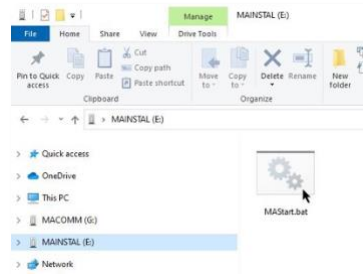 Manage
MAINSTAL (E:)
File
Home
Share
View
Drive Tools
Pin to Quick access
Copy
Paste
Cut
Copy path
Paste shortcut
Move to
Copy to
Delete
Rename
New folder
Clipboard
Organize
MAINSTAL (E:)
Quick access
OneDrive
This PC
MACOMM (G:)
MAINSTAL (E:)
Network
MAStart.bat